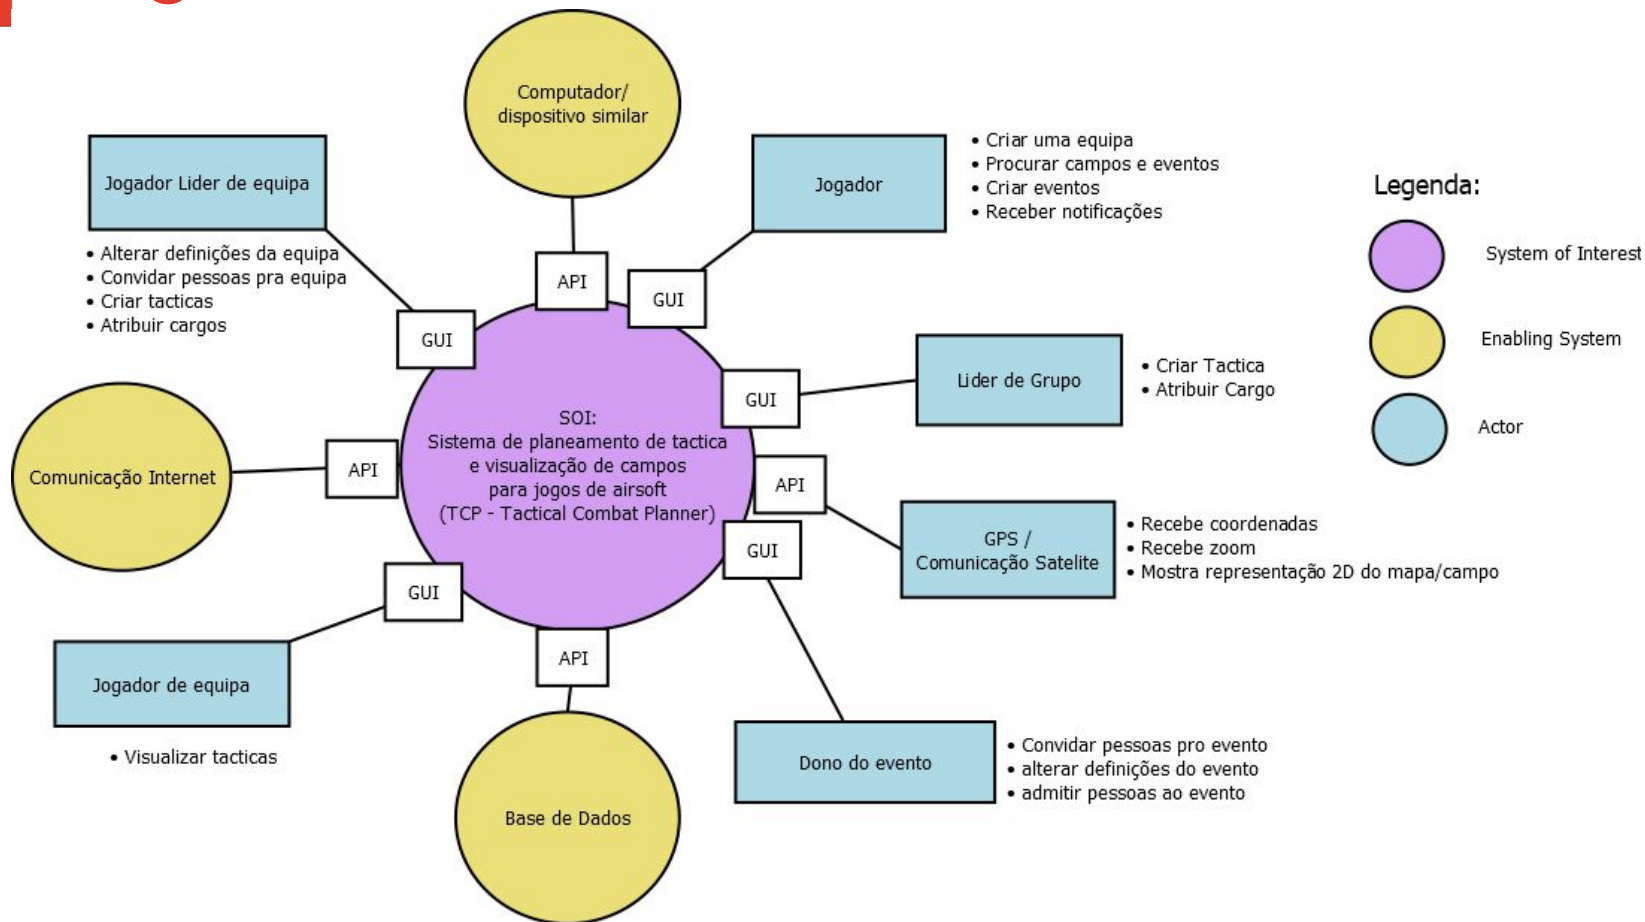 Computador/
dispositivo similar
Jogador Lider de equipa
• Alterar definições da equipa
• Convidar pessoas pra equipa
• Criar tacticas
• Atribuir cargos
Jogador
• Criar uma equipa
• Procurar campos e eventos
• Criar eventos
• Receber notificações
Legenda:
System of Interest
Enabling System
Actor
API
GUI
GUI
GUI
Lider de Grupo
• Criar Tactica
• Atribuir Cargo
SOI:
Sistema de planeamento de tactica
e visualização de campos
para jogos de airsoft
(TCP - Tactical Combat Planner)
Comunicação Internet
API
API
GPS /
Comunicação Satelite
• Recebe coordenadas
• Recebe zoom
• Mostra representação 2D do mapa/campo
GUI
GUI
Jogador de equipa
• Visualizar tacticas
API
Base de Dados
Dono do evento
• Convidar pessoas pro evento
• alterar definições do evento
• admitir pessoas ao evento